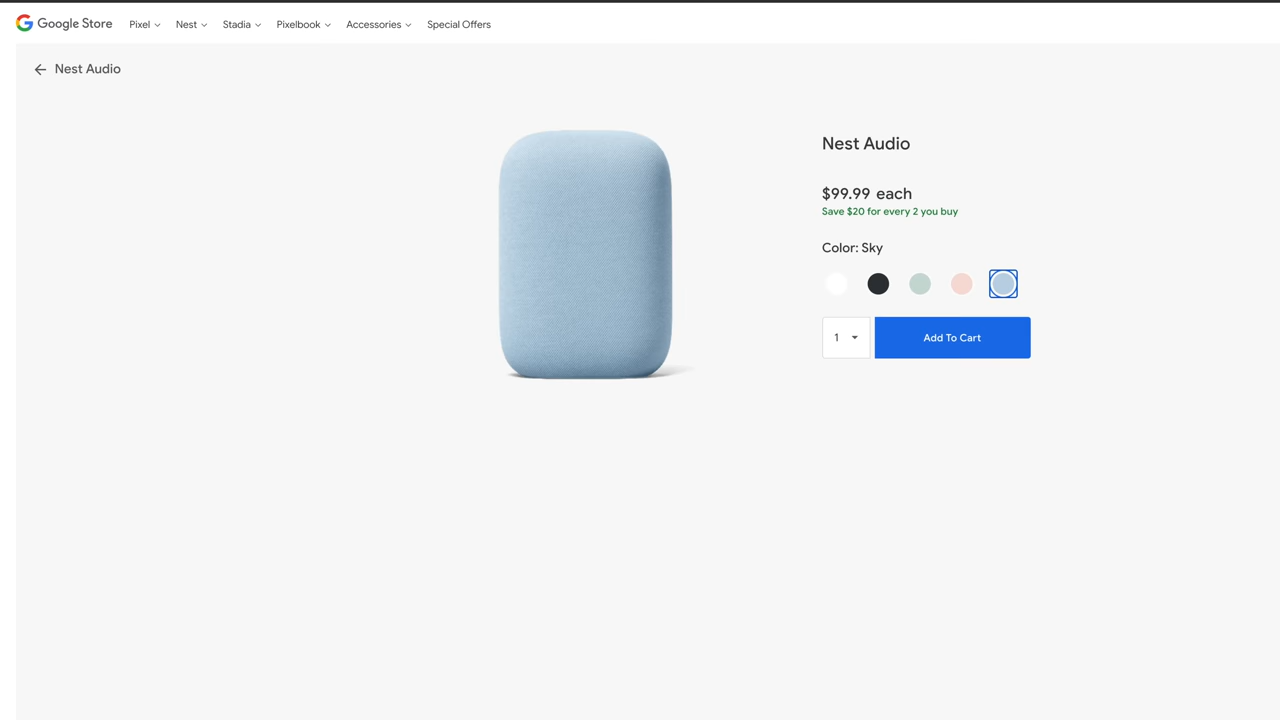 Google Store Pixel Nest Stadia Pixelbook Accessories Special Offers
Nest Audio
Nest Audio
$99.99 each
Save $20 for every 2 you buy
Color: Sky
1 Add To Cart